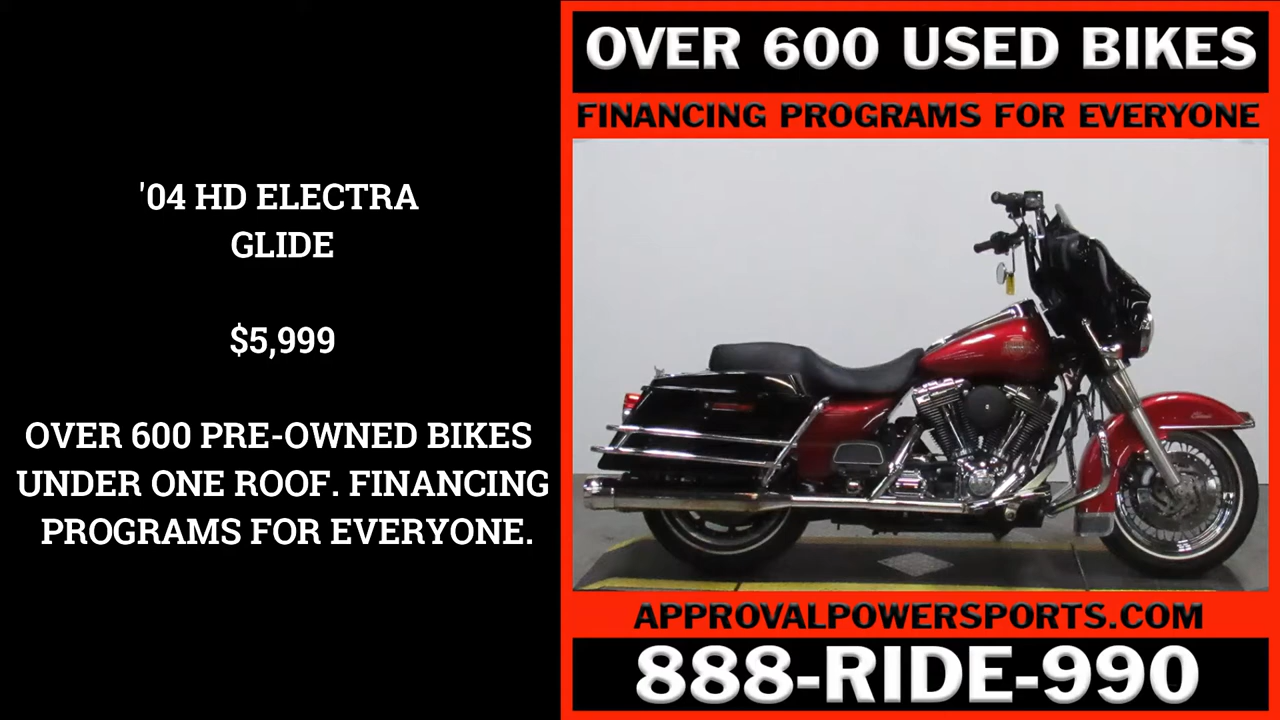 '04 HD ELECTRA
GLIDE
$5,999
OVER 600 PRE-OWNED BIKES
UNDER ONE ROOF. FINANCING
PROGRAMS FOR EVERYONE.
OVER 600 USED BIKES
FINANCING PROGRAMS FOR EVERYONE
APPROVALPOWERSPORTS.COM
888-RIDE-990